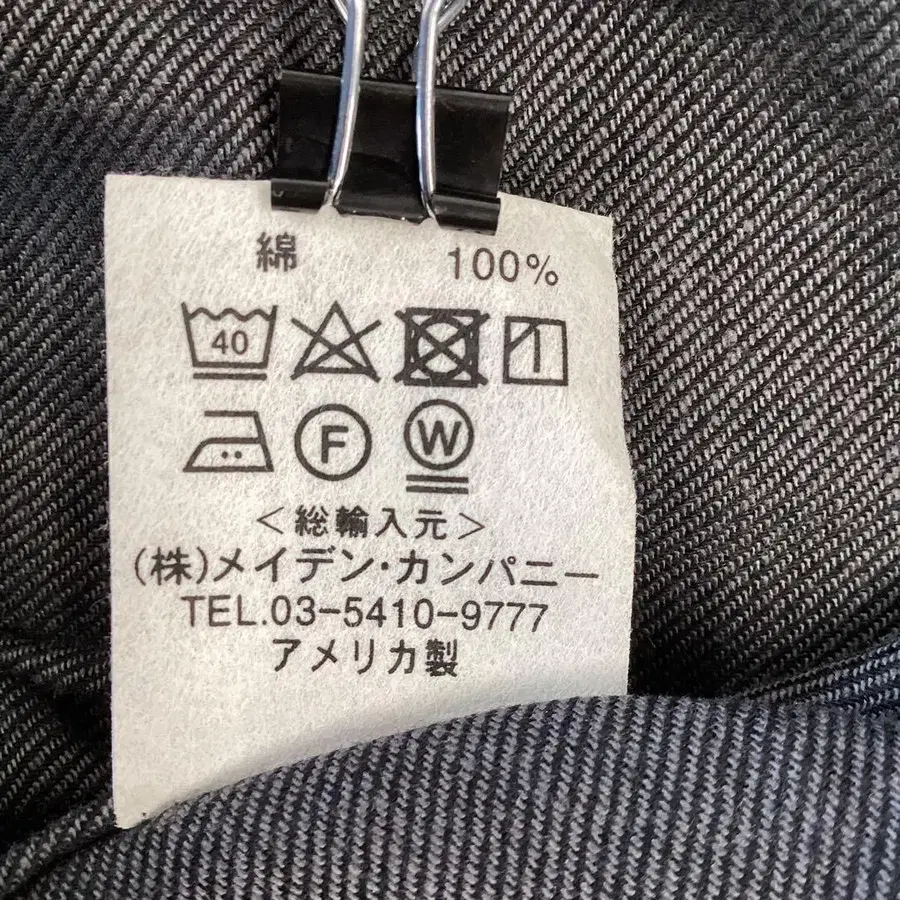 綿 100%
40
F W
＜総輸入元＞
(株)メイデン・カンパニー
TEL.03-5410-9777
アメリカ製